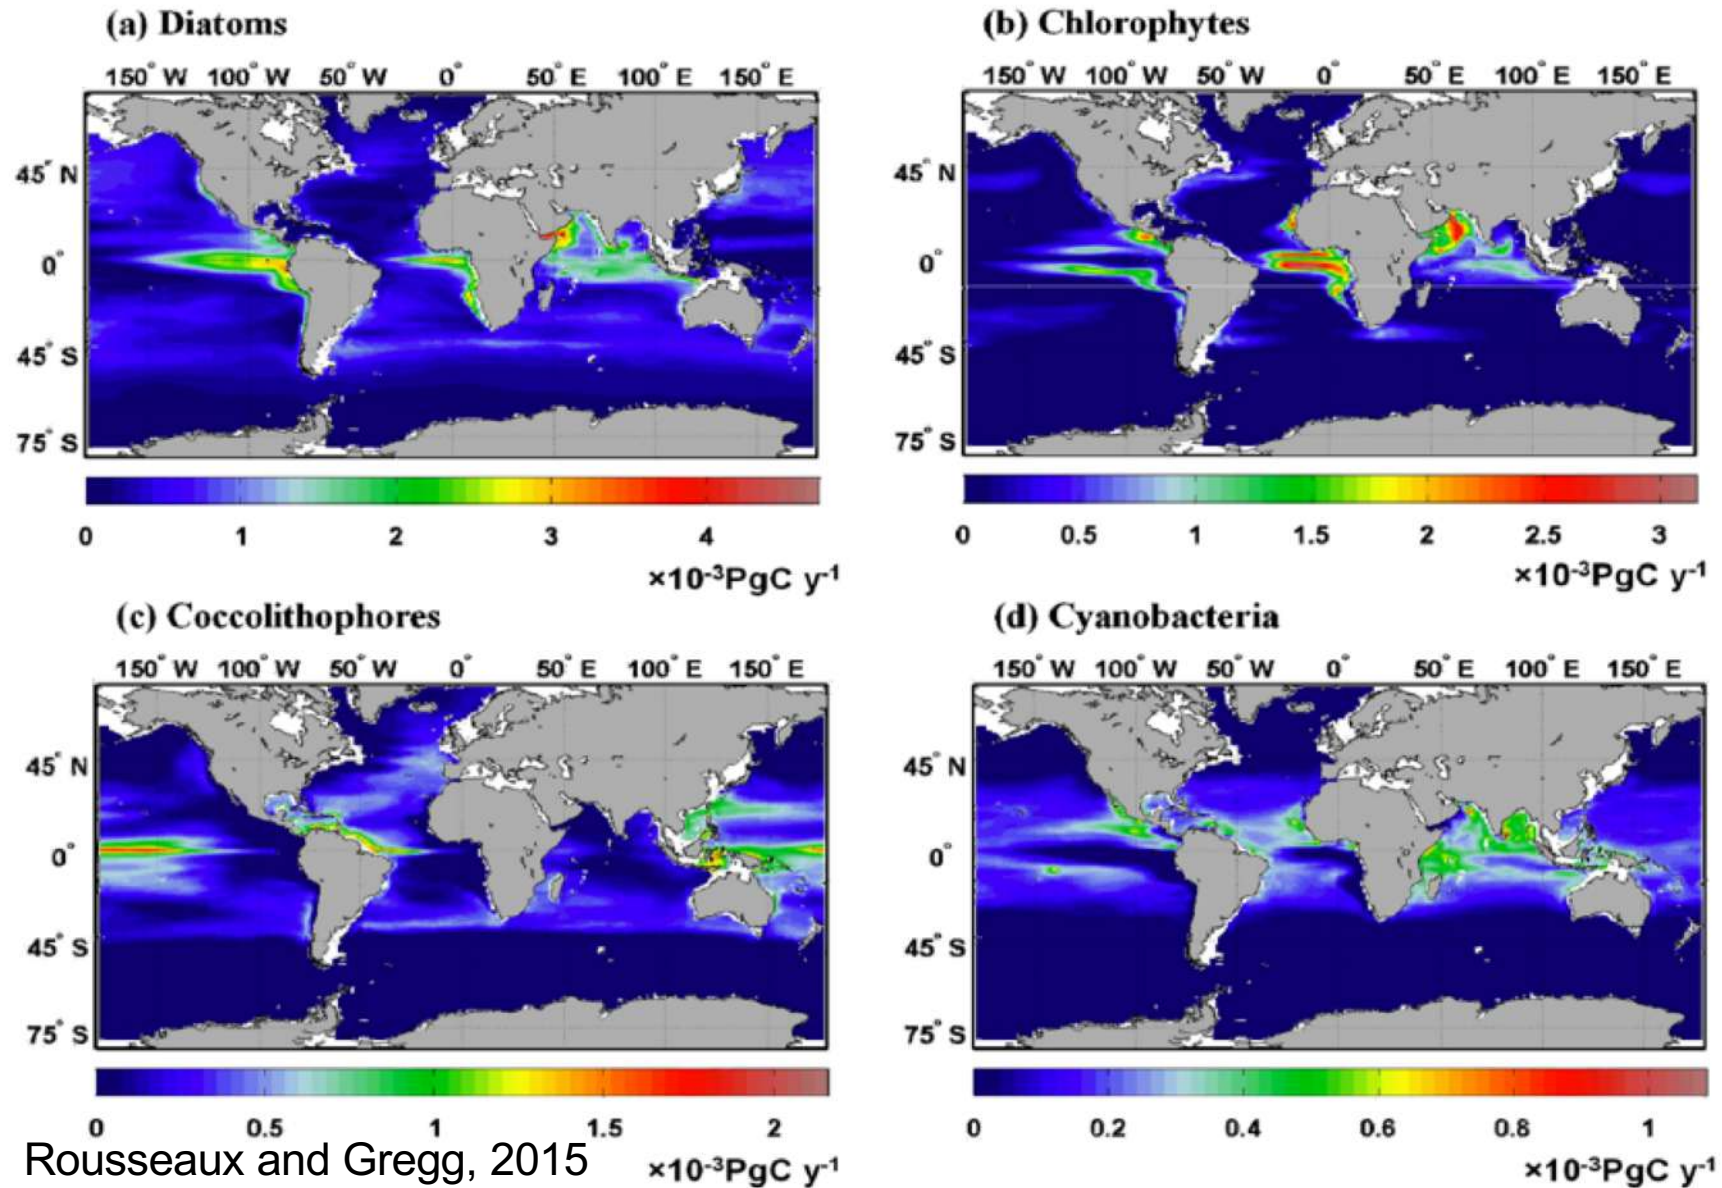 (a) Diatoms
150° W 100° W 50° W 0° 50° E 100° E 150° E
45° N
0°
45° S
75° S
0 1 2 3 4
×10⁻³PgC y⁻¹
(b) Chlorophytes
150° W 100° W 50° W 0° 50° E 100° E 150° E
45° N
0°
45° S
75° S
0 0.5 1 1.5 2 2.5 3
×10⁻³PgC y⁻¹
(c) Coccolithophores
150° W 100° W 50° W 0° 50° E 100° E 150° E
45° N
0°
45° S
75° S
0 0.5 1 1.5 2
×10⁻³PgC y⁻¹
(d) Cyanobacteria
150° W 100° W 50° W 0° 50° E 100° E 150° E
45° N
0°
45° S
75° S
0 0.2 0.4 0.6 0.8 1
×10⁻³PgC y⁻¹
Rousseaux and Gregg, 2015